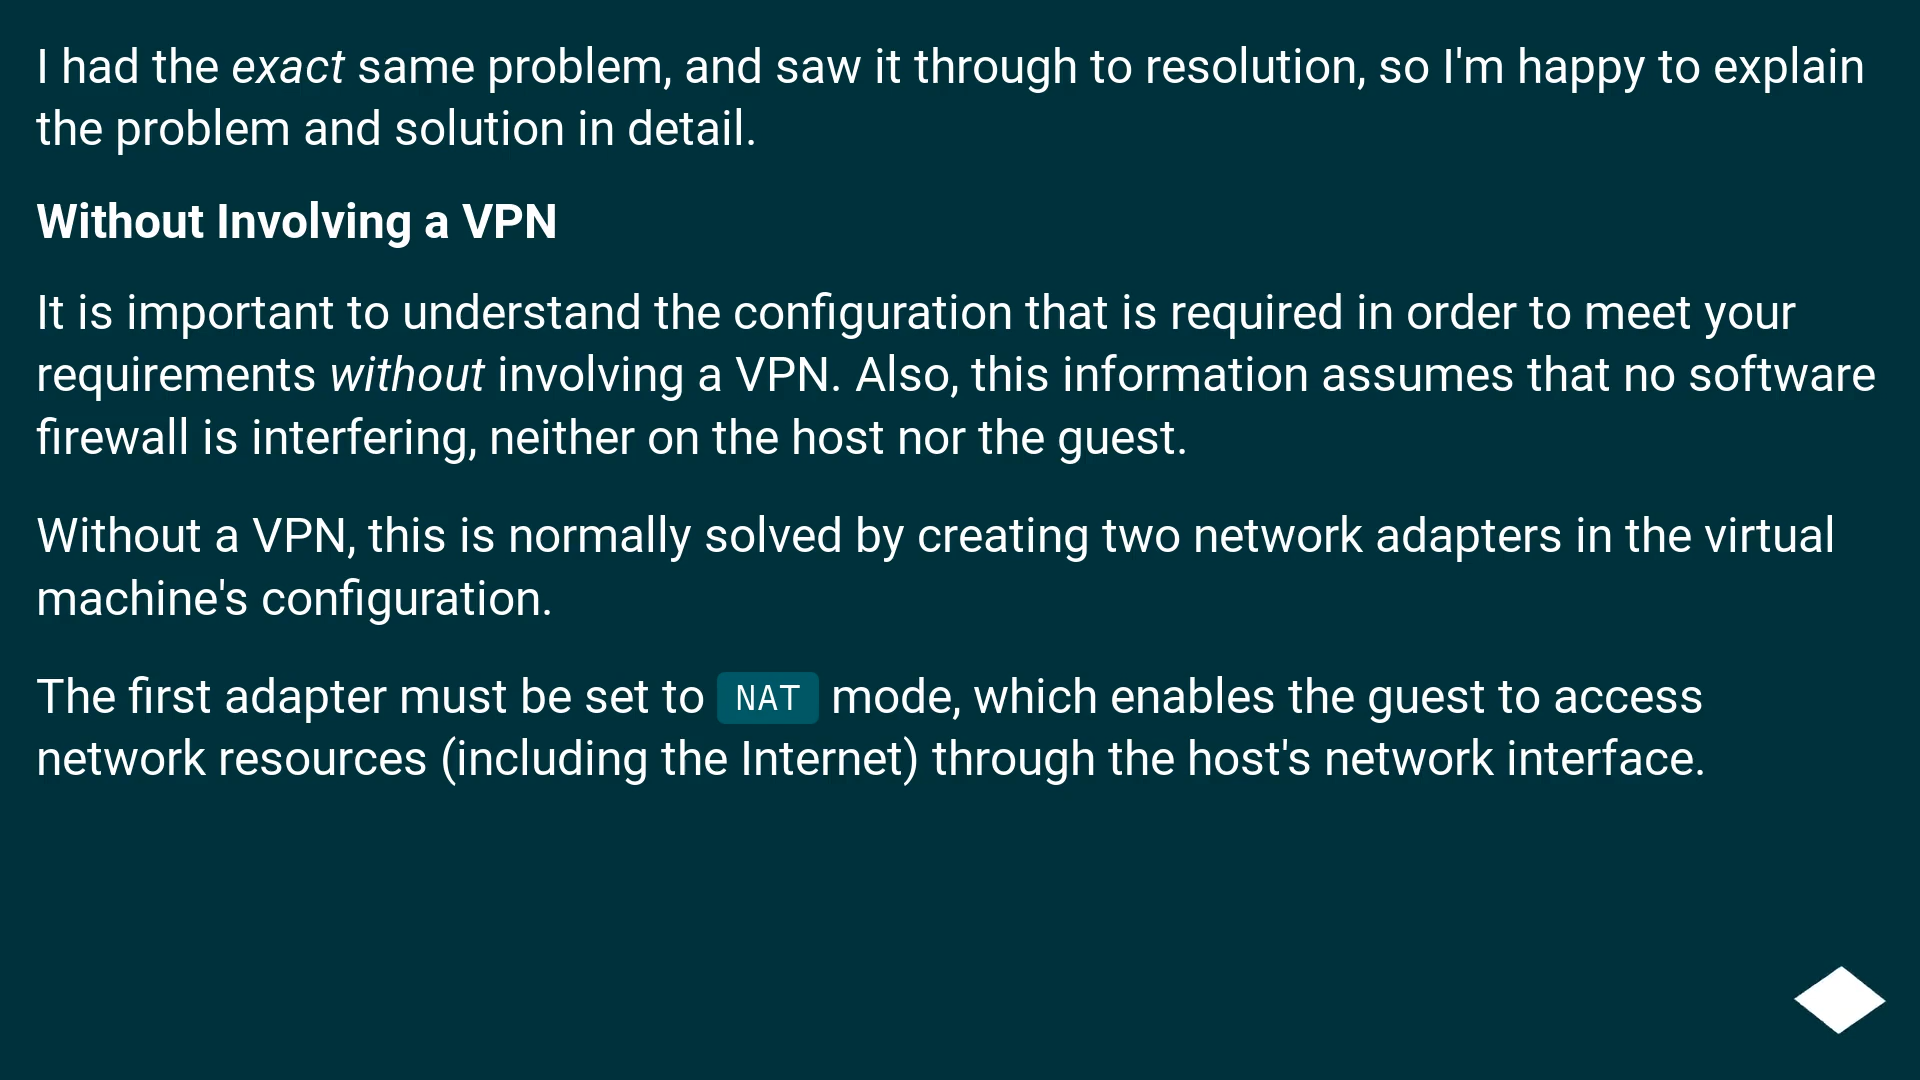 I had the exact same problem, and saw it through to resolution, so I'm happy to explain
the problem and solution in detail.
Without Involving a VPN
It is important to understand the configuration that is required in order to meet your
requirements without involving a VPN. Also, this information assumes that no software
firewall is interfering, neither on the host nor the guest.
Without a VPN, this is normally solved by creating two network adapters in the virtual
machine's configuration.
The first adapter must be set to NAT mode, which enables the guest to access
network resources (including the Internet) through the host's network interface.